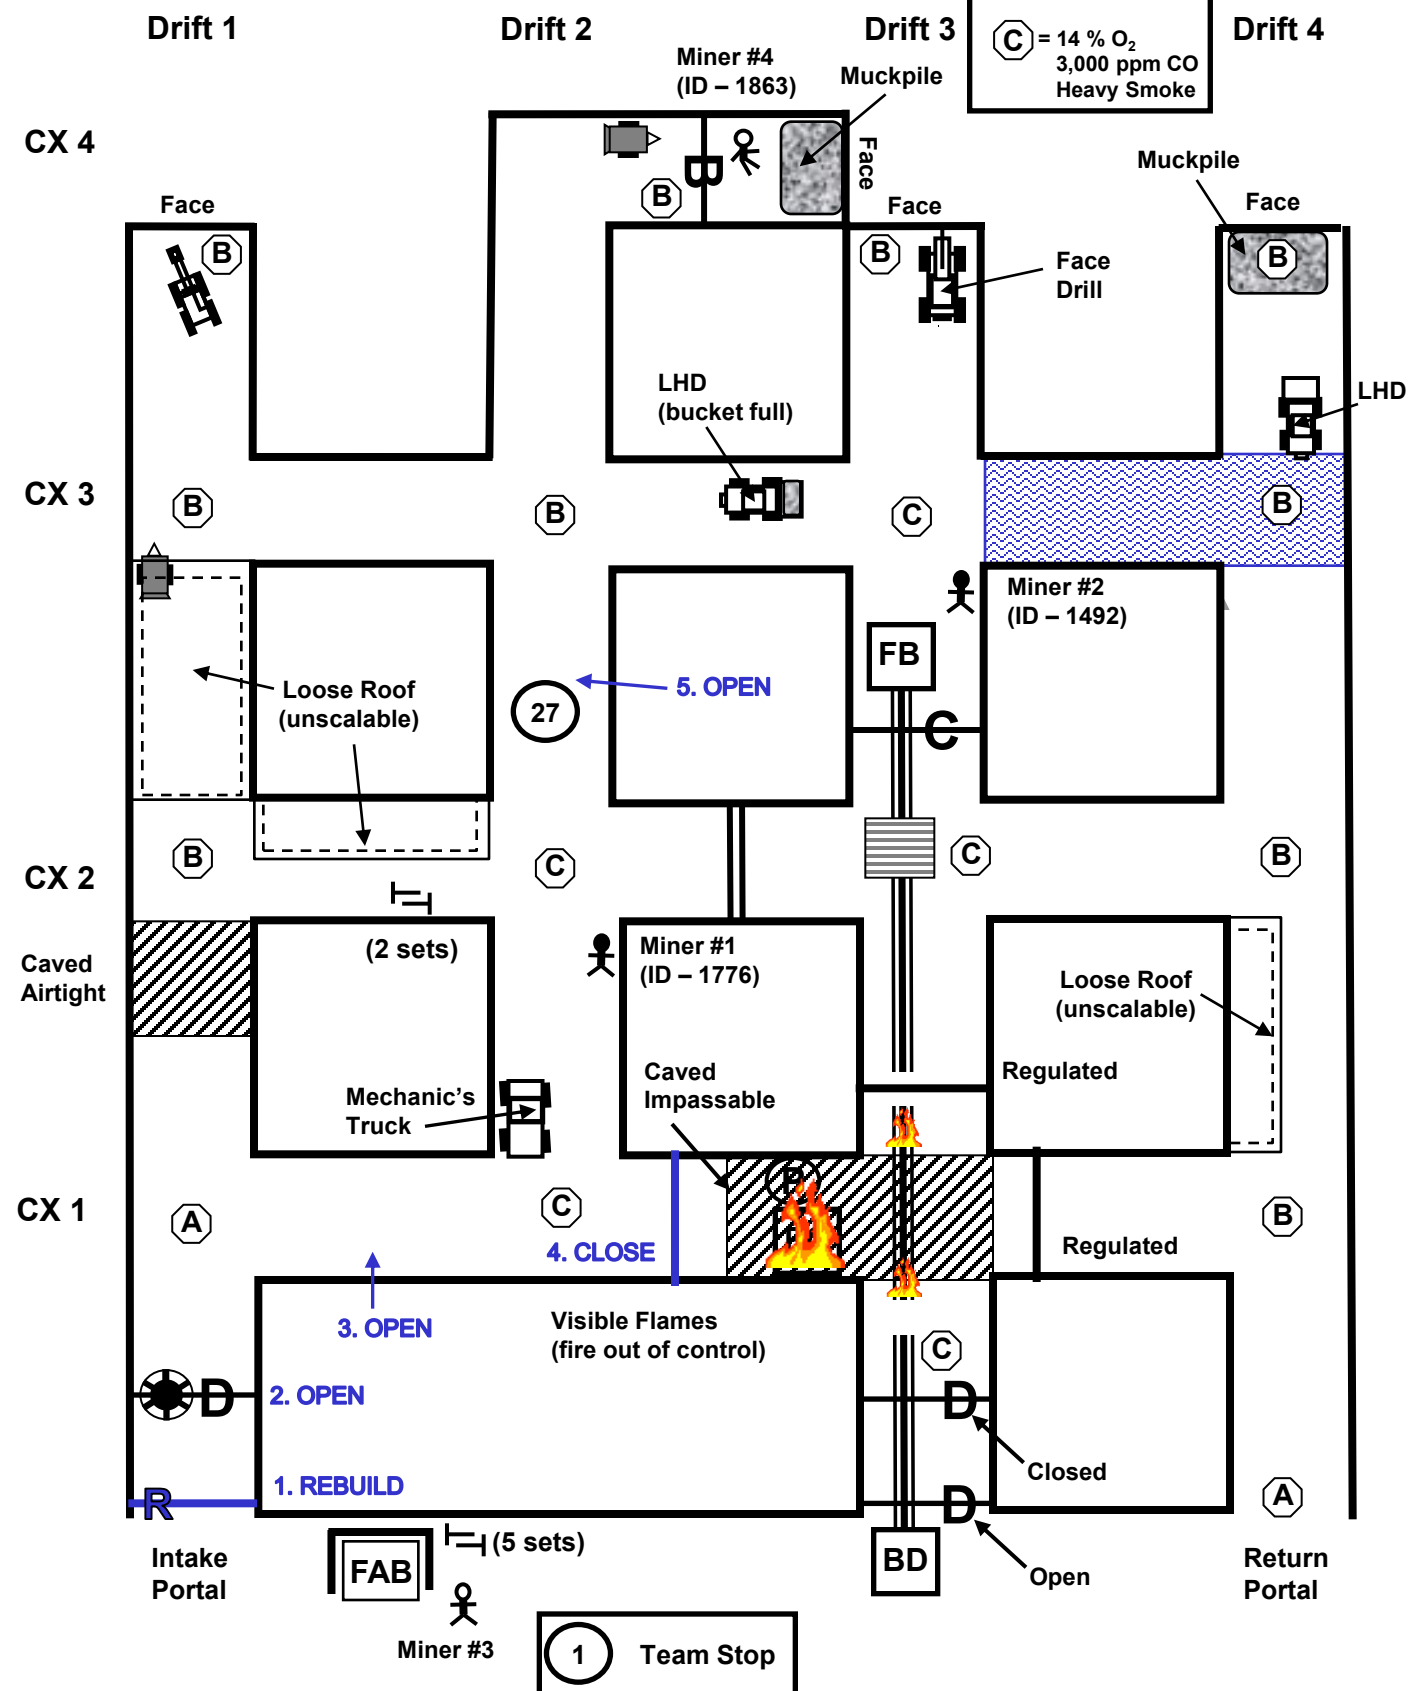 Drift 1
Drift 2
Drift 3
Drift 4
C = 14 % O₂
3,000 ppm CO
Heavy Smoke
Miner #4
(ID – 1863)
Muckpile
CX 4
B
Face
B
Muckpile
Face
B
Face
B
Face
B
Face
Drill
LHD
(bucket full)
LHD
CX 3
B
B
C
B
Miner #2
(ID – 1492)
FB
Loose Roof
(unscalable)
27
5. OPEN
C
CX 2
B
C
C
B
(2 sets)
Miner #1
(ID – 1776)
Caved
Airtight
Loose Roof
(unscalable)
Mechanic's
Truck
Caved
Impassable
Regulated
P
CX 1
A
C
B
4. CLOSE
Regulated
3. OPEN
Visible Flames
(fire out of control)
C
D
2. OPEN
D
Closed
1. REBUILD
R
D
A
(5 sets)
Intake
Portal
FAB
BD
Open
Return
Portal
Miner #3
1 Team Stop